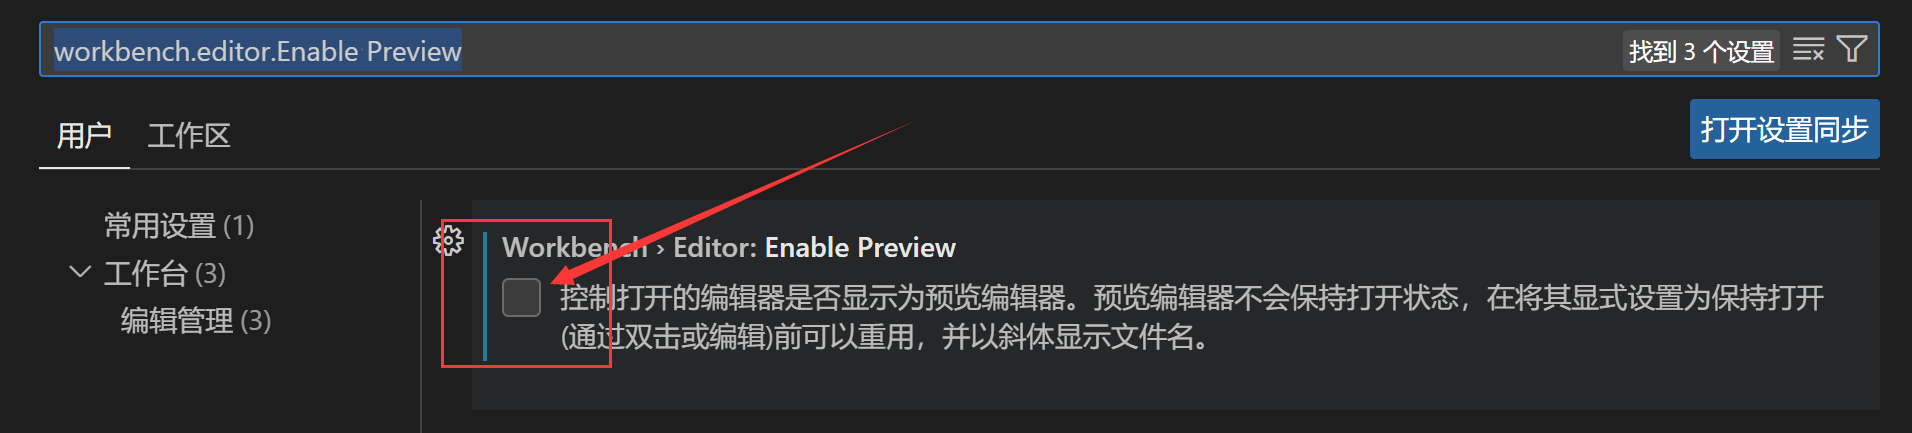 workbench.editor.Enable Preview
找到 3 个设置
用户 工作区
打开设置同步
常用设置 (1)
工作台 (3)
编辑管理 (3)
Workbench › Editor: Enable Preview
控制打开的编辑器是否显示为预览编辑器。预览编辑器不会保持打开状态，在将其显式设置为保持打开
(通过双击或编辑)前可以重用，并以斜体显示文件名。